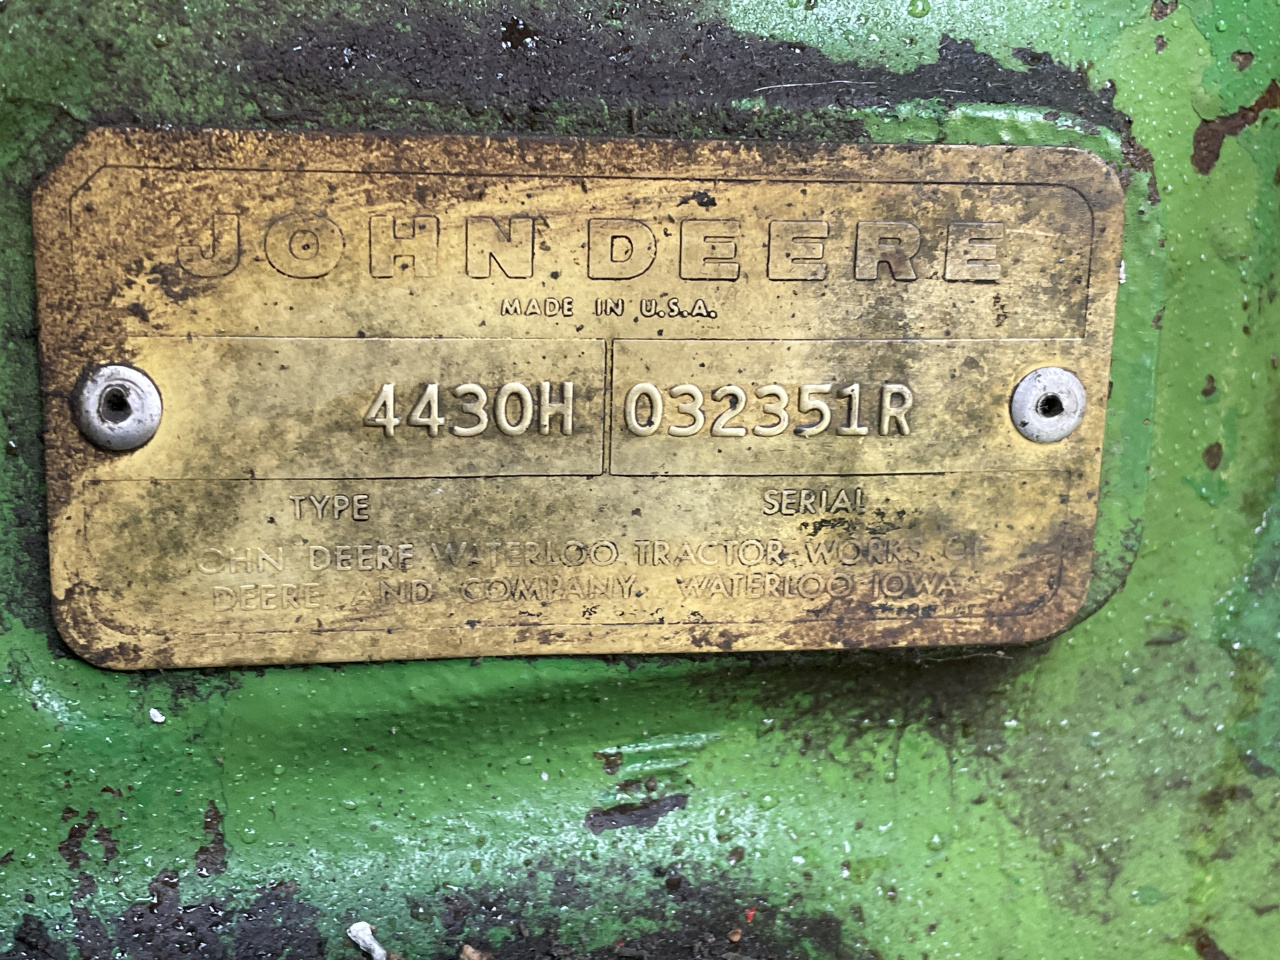 JOHN DEERE
MADE IN U.S.A.
4430H 032351R
TYPE SERIAL
JOHN DEERE WATERLOO TRACTOR WORKS OF
DEERE AND COMPANY WATERLOO IOWA